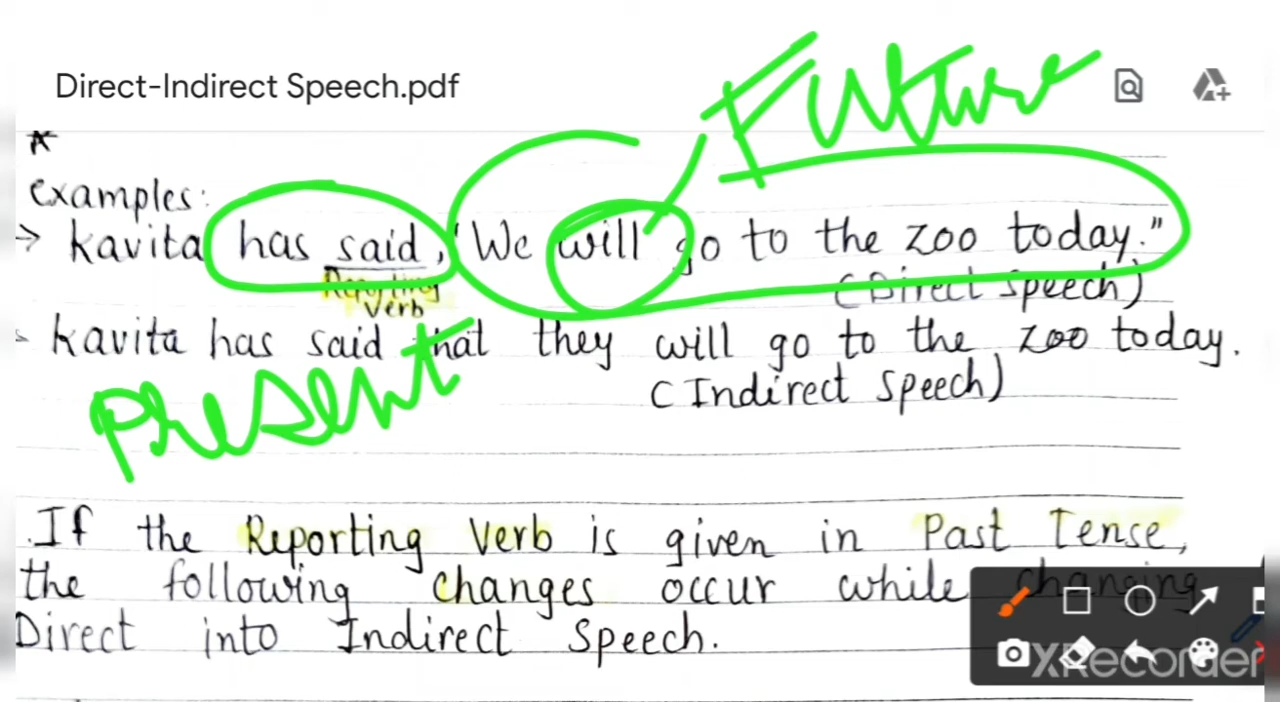 Direct-Indirect Speech.pdf
Future
examples:
→ Kavita has said, "We will go to the zoo today."
Reporting Verb
(Direct Speech)
Kavita has said that they will go to the zoo today.
Present
(Indirect Speech)
If the Reporting Verb is given in Past Tense,
the following changes occur while changing
Direct into Indirect Speech.
XRecorder